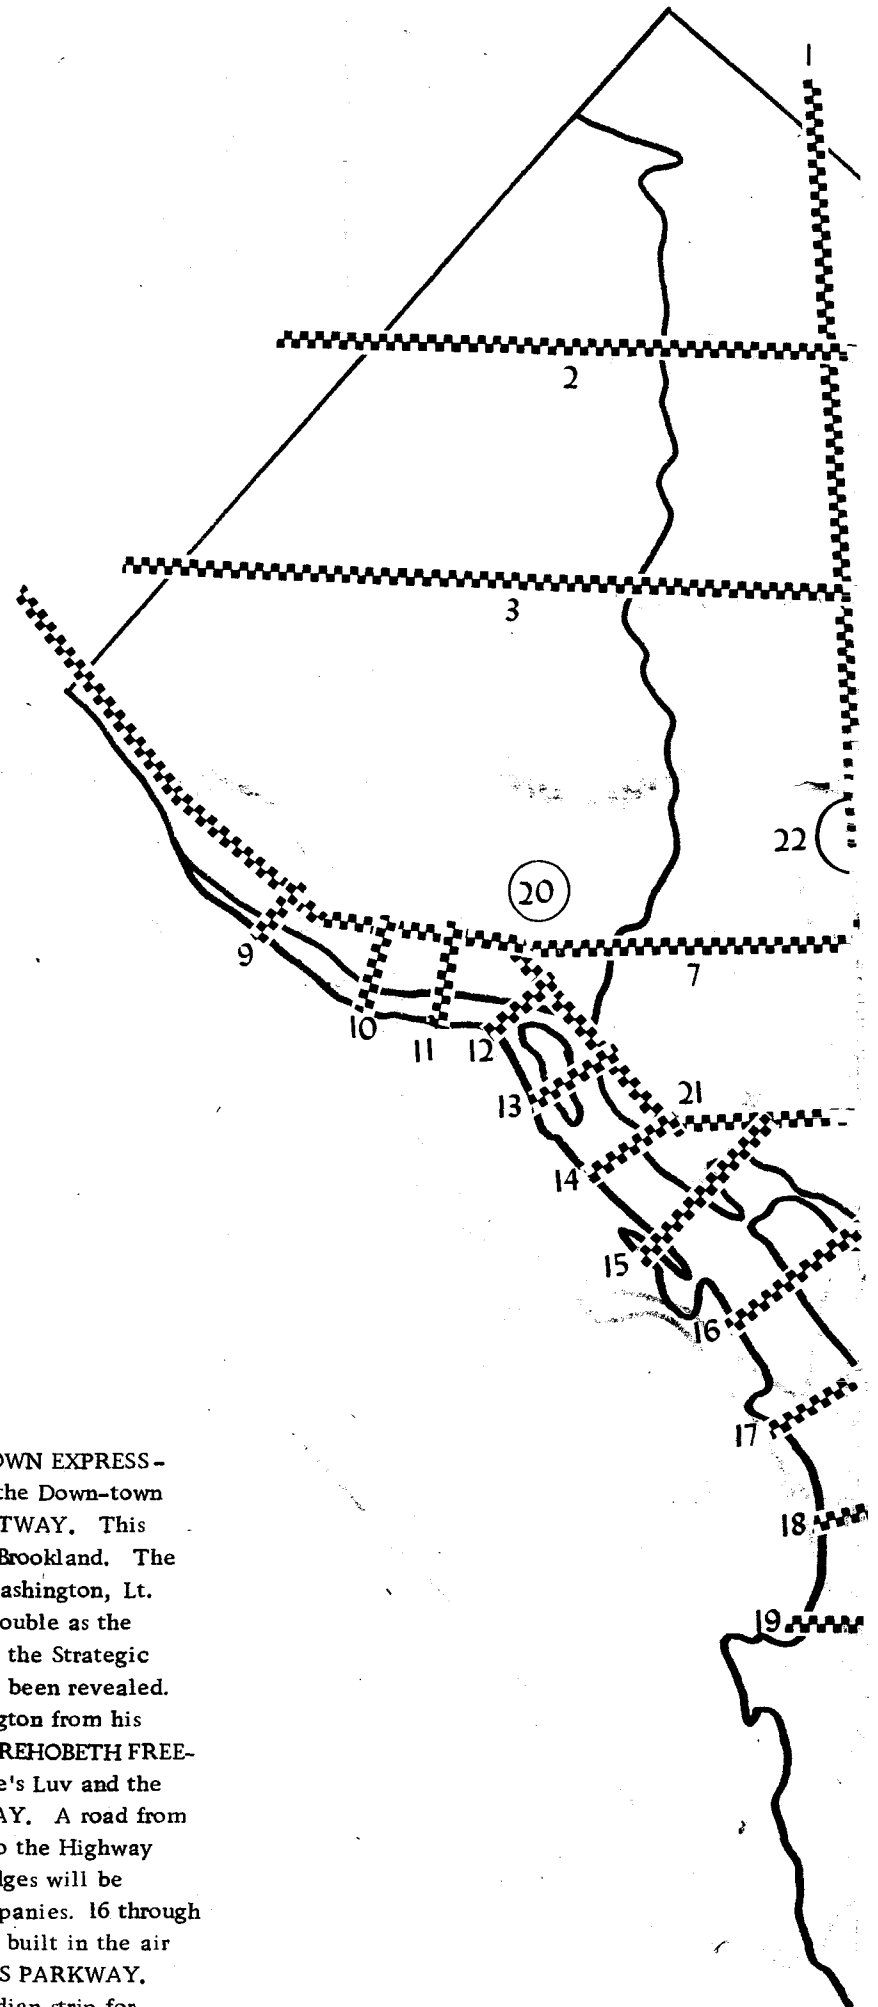 1
2
3
22
20
9
7
10
11
12
21
13
14
15
16
17
18
19
OWN EXPRESS-
the Down-town
TWAY. This
Brookland. The
ashington, Lt.
ouble as the
the Strategic
been revealed.
gton from his
REHOBETH FREE-
e's Luv and the
AY. A road from
o the Highway
dges will be
panies. 16 through
built in the air
S PARKWAY.
dian strip for